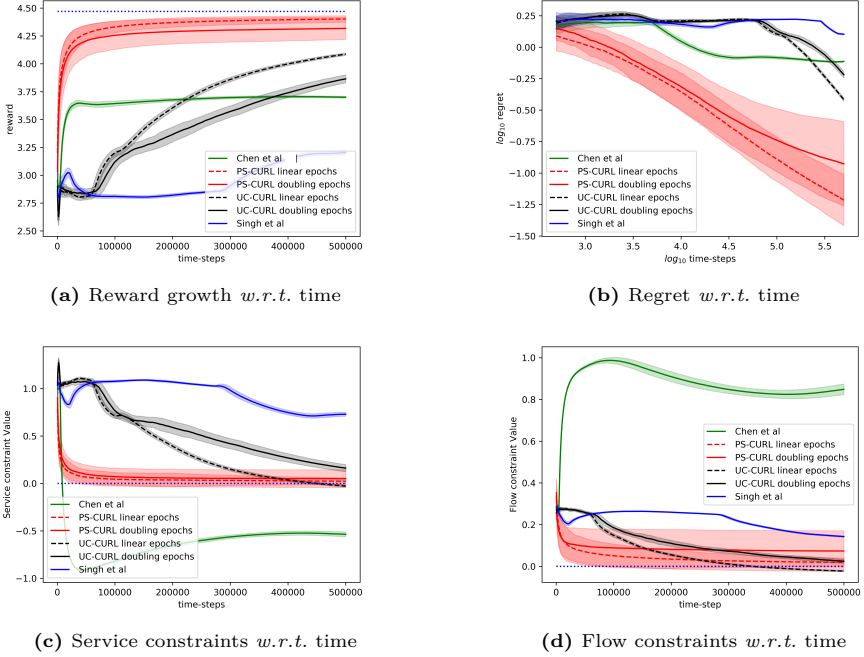 4.50
4.25
4.00
3.75
3.50
3.25
3.00
2.75
2.50
reward
Chen et al
PS-CURL linear epochs
PS-CURL doubling epochs
UC-CURL linear epochs
UC-CURL doubling epochs
Singh et al
0 100000 200000 300000 400000 500000
time-steps
(a) Reward growth w.r.t. time
0.25
0.00
−0.25
−0.50
−0.75
−1.00
−1.25
−1.50
log10 regret
Chen et al
PS-CURL linear epochs
PS-CURL doubling epochs
UC-CURL linear epochs
UC-CURL doubling epochs
Singh et al
3.0 3.5 4.0 4.5 5.0 5.5
log10 time-steps
(b) Regret w.r.t. time
1.0
0.5
0.0
−0.5
−1.0
Service constraint Value
Chen et al
PS-CURL linear epochs
PS-CURL doubling epochs
UC-CURL linear epochs
UC-CURL doubling epochs
Singh et al
0 100000 200000 300000 400000 500000
time-steps
(c) Service constraints w.r.t. time
1.0
0.8
0.6
0.4
0.2
0.0
Flow constraint Value
Chen et al
PS-CURL linear epochs
PS-CURL doubling epochs
UC-CURL linear epochs
UC-CURL doubling epochs
Singh et al
0 100000 200000 300000 400000 500000
time-step
(d) Flow constraints w.r.t. time